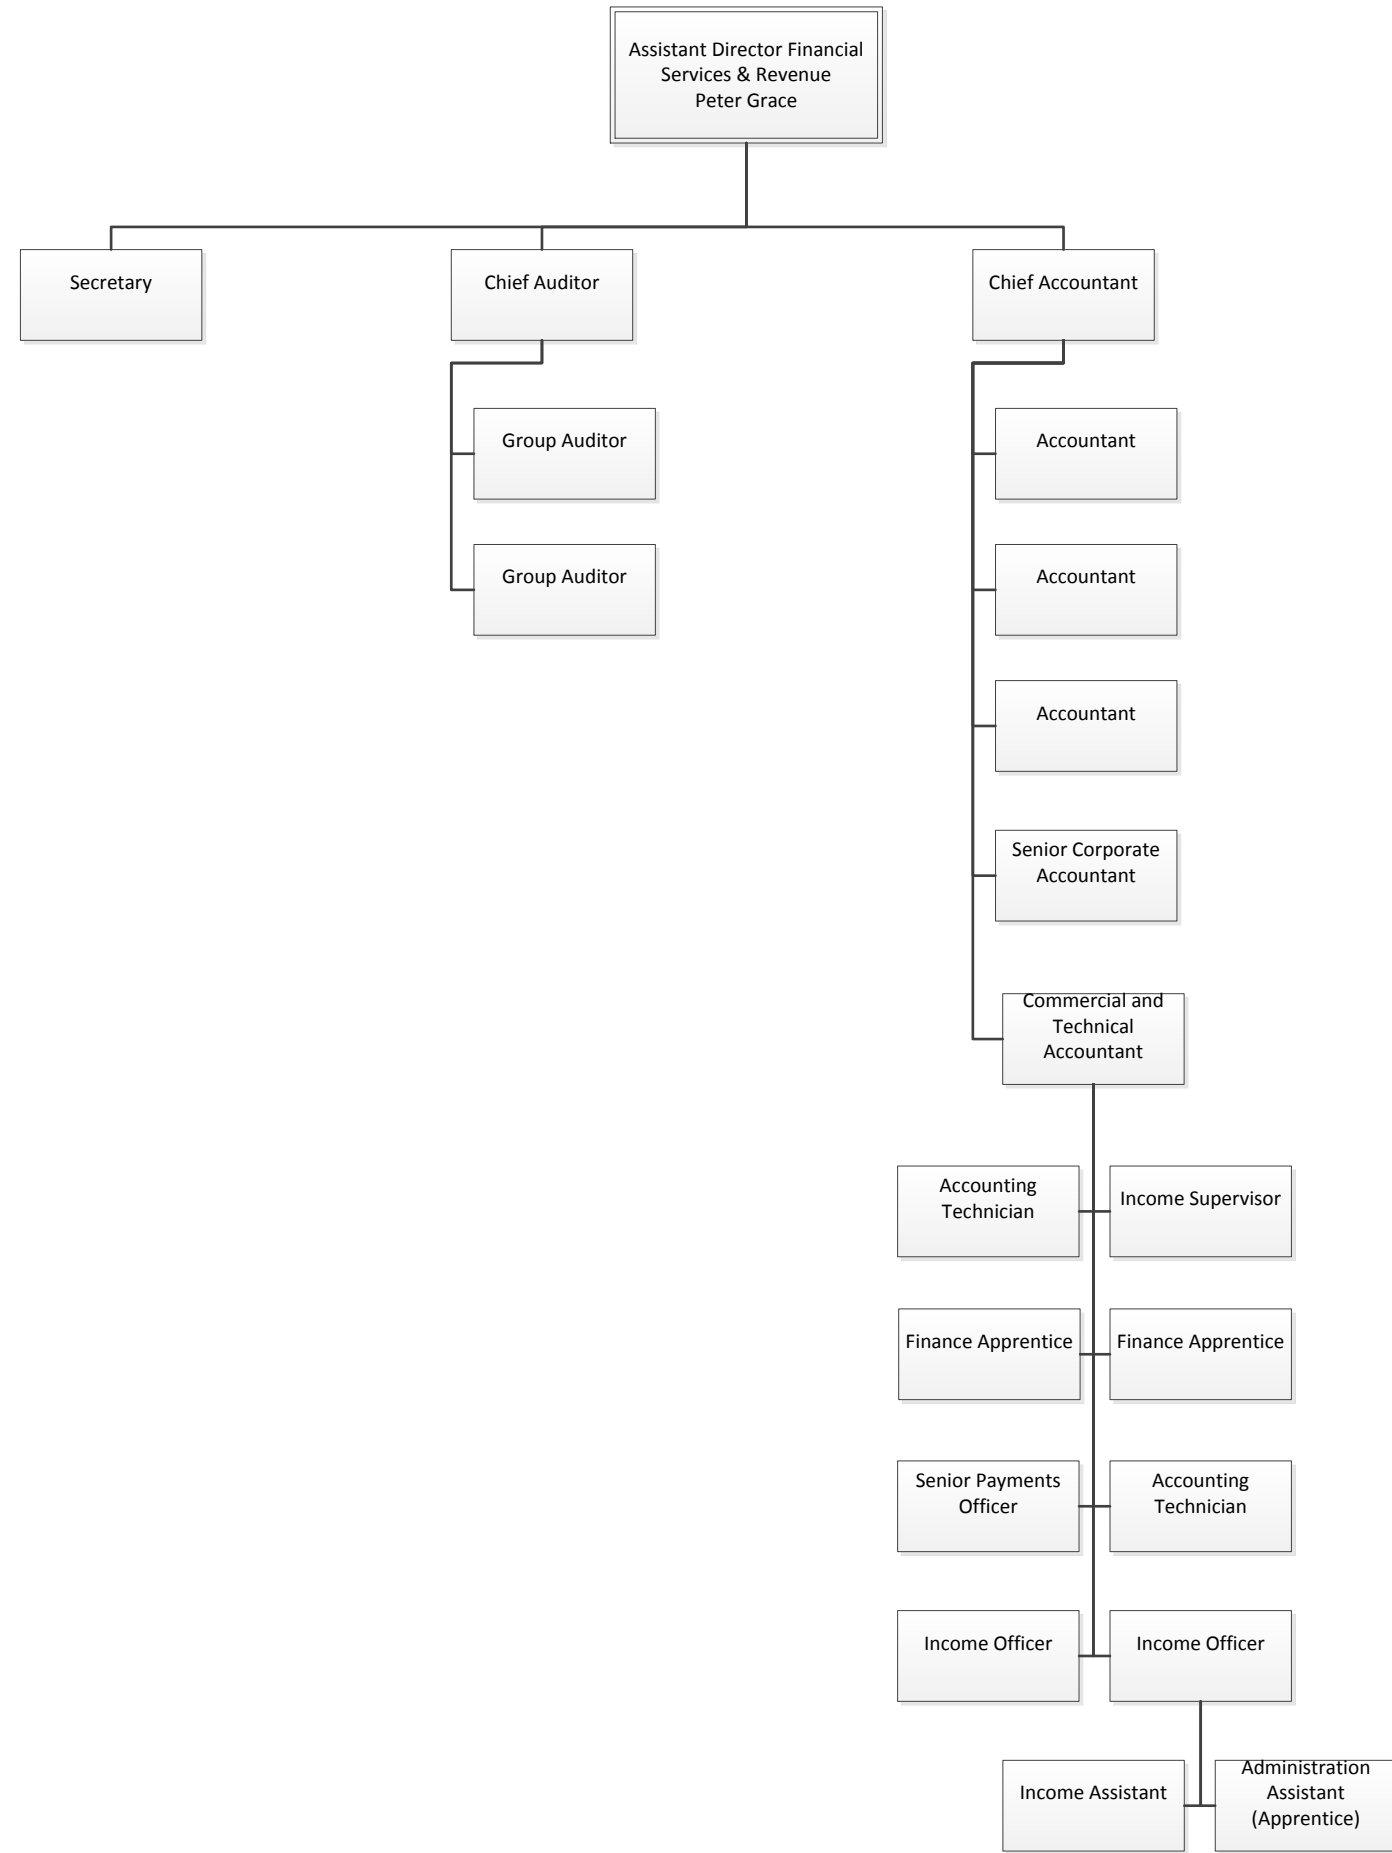 Assistant Director Financial
Services & Revenue
Peter Grace
Secretary
Chief Auditor
Chief Accountant
Group Auditor
Accountant
Group Auditor
Accountant
Accountant
Senior Corporate
Accountant
Commercial and
Technical
Accountant
Accounting
Technician
Income Supervisor
Finance Apprentice
Finance Apprentice
Senior Payments
Officer
Accounting
Technician
Income Officer
Income Officer
Income Assistant
Administration
Assistant
(Apprentice)